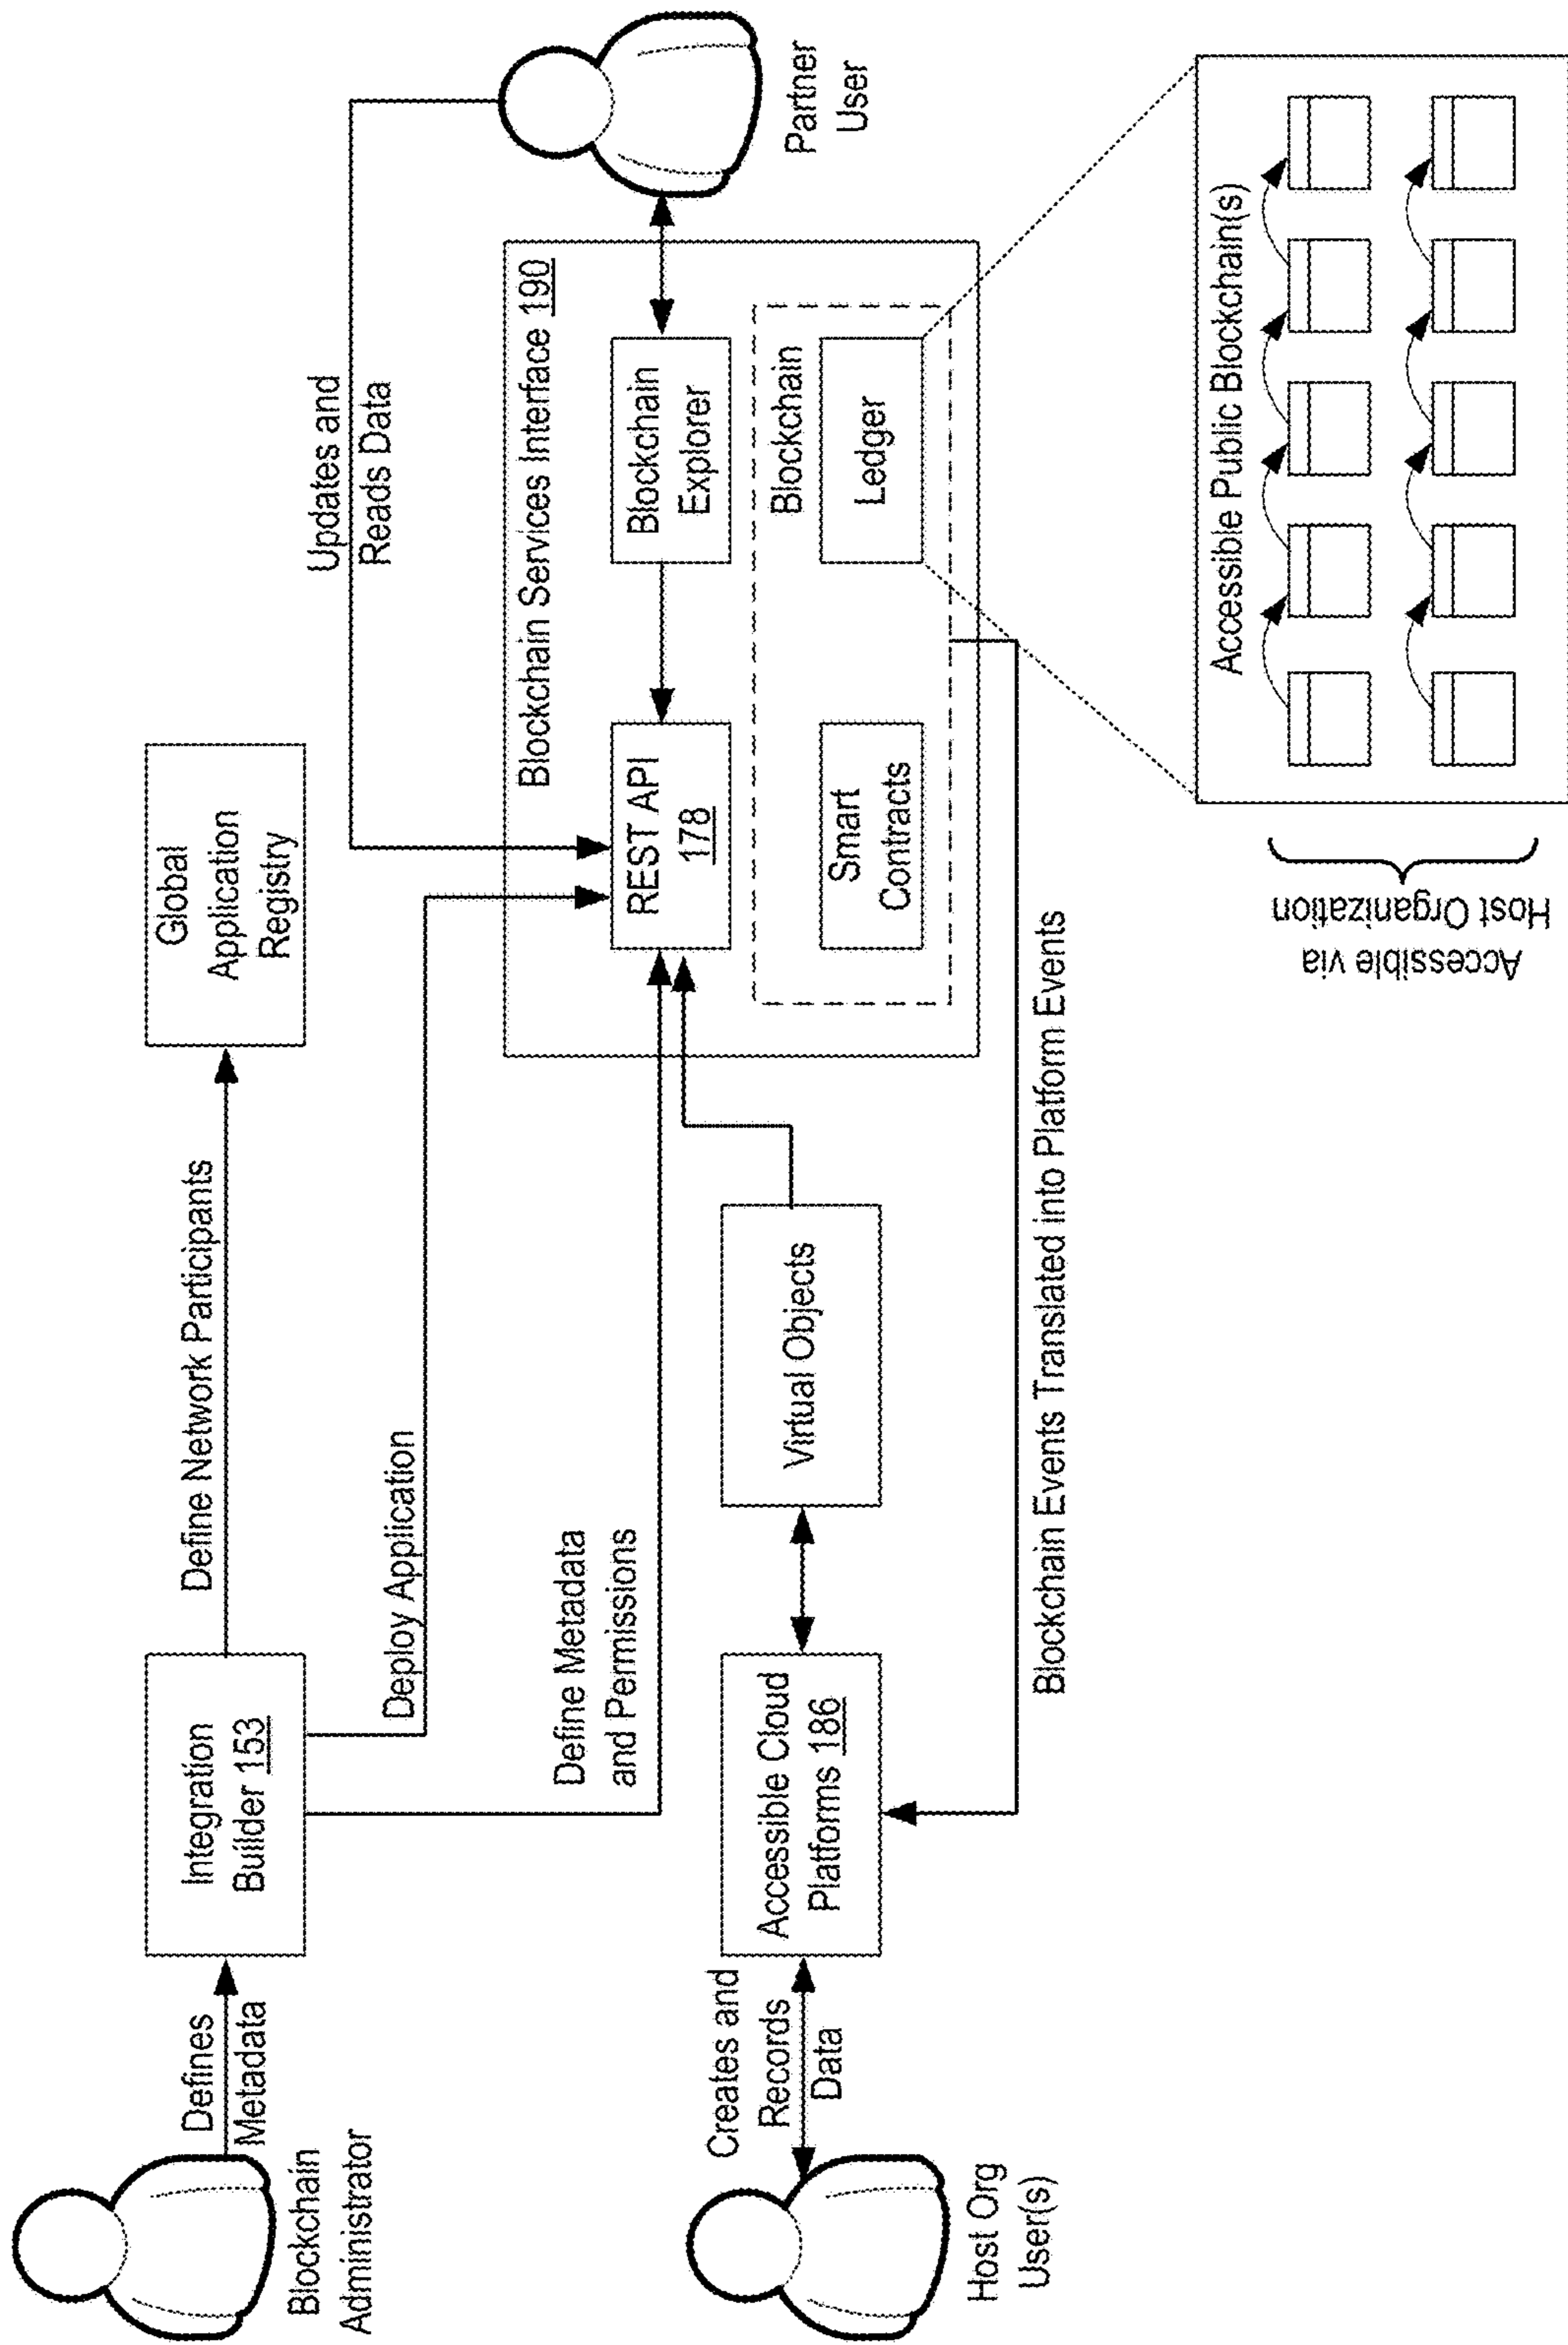 Blockchain
Administrator
Defines
Metadata
Integration
Builder 153
Define Network Participants
Global
Application
Registry
Deploy Application
Define Metadata
and Permissions
Updates and
Reads Data
Partner
User
Blockchain Services Interface 190
REST API
178
Blockchain
Explorer
Blockchain
Smart
Contracts
Ledger
Host Org
User(s)
Creates and
Records
Data
Accessible Cloud
Platforms 186
Virtual Objects
Blockchain Events Translated into Platform Events
Accessible Public Blockchain(s)
Accessible via
Host Organization